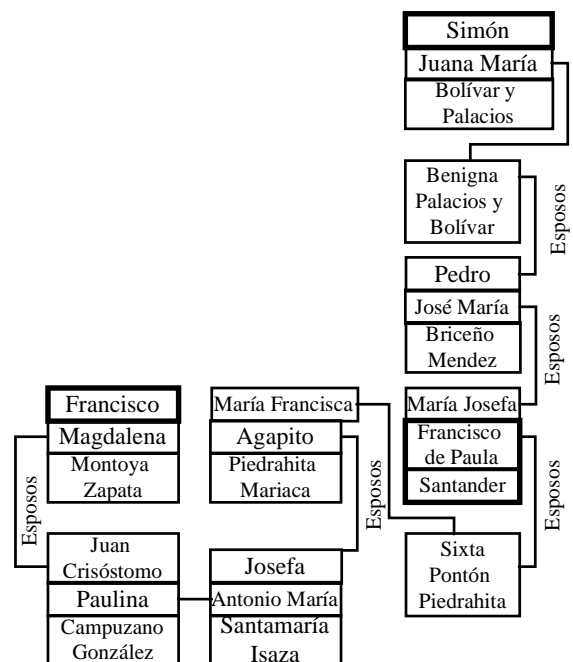 Simón
Juana María
Bolívar y
Palacios
Benigna
Palacios y
Bolívar
Esposos
Pedro
José María
Briceño
Mendez
Esposos
Francisco
Magdalena
Montoya
Zapata
María Francisca
Agapito
Piedrahita
Mariaca
María Josefa
Francisco
de Paula
Santander
Esposos
Esposos
Esposos
Juan
Crisóstomo
Paulina
Campuzano
González
Josefa
Antonio María
Santamaría
Isaza
Sixta
Pontón
Piedrahita